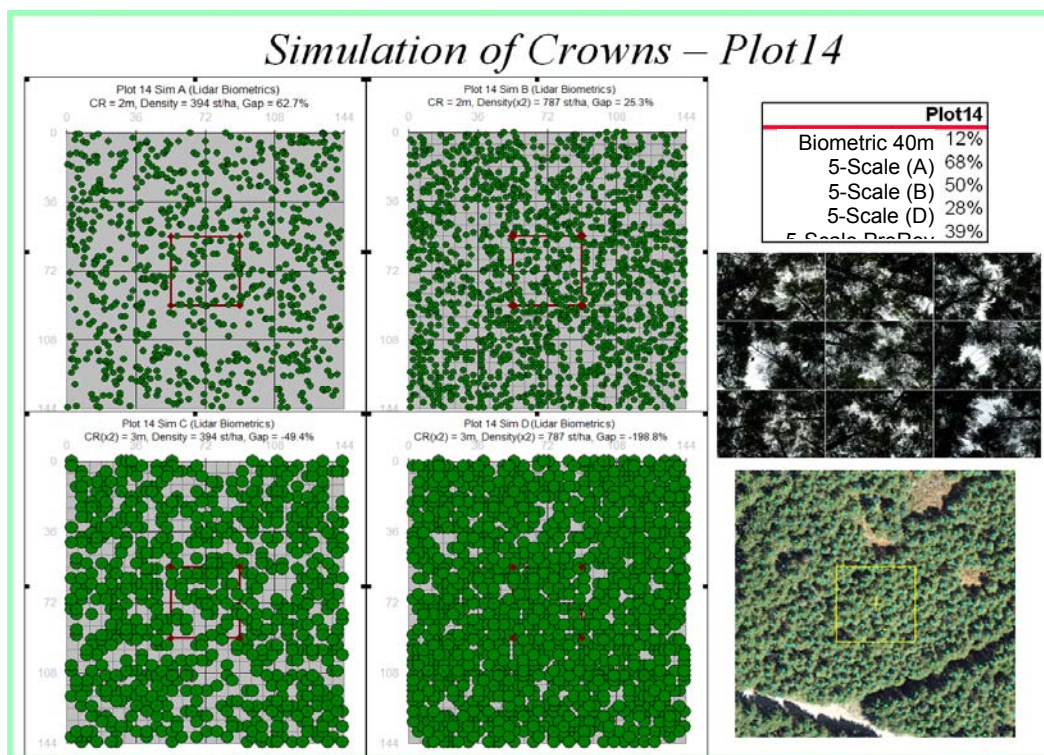 Simulation of Crowns – Plot14
Plot 14 Sim A (Lidar Biometrics)
CR = 2m, Density = 394 st/ha, Gap = 62.7%
0 36 72 108 144
0
36
72
108
144
Plot 14 Sim B (Lidar Biometrics)
CR = 2m, Density(x2) = 787 st/ha, Gap = 25.3%
0 36 72 108 144
0
36
72
108
144
Plot 14 Sim C (Lidar Biometrics)
CR(x2) = 3m, Density = 394 st/ha, Gap = -49.4%
0 36 72 108 144
0
36
72
108
144
Plot 14 Sim D (Lidar Biometrics)
CR(x2) = 3m, Density(x2) = 787 st/ha, Gap = -198.8%
0 36 72 108 144
0
36
72
108
144
Plot14
Biometric 40m 12%
5-Scale (A) 68%
5-Scale (B) 50%
5-Scale (D) 28%
5-Scale 39%